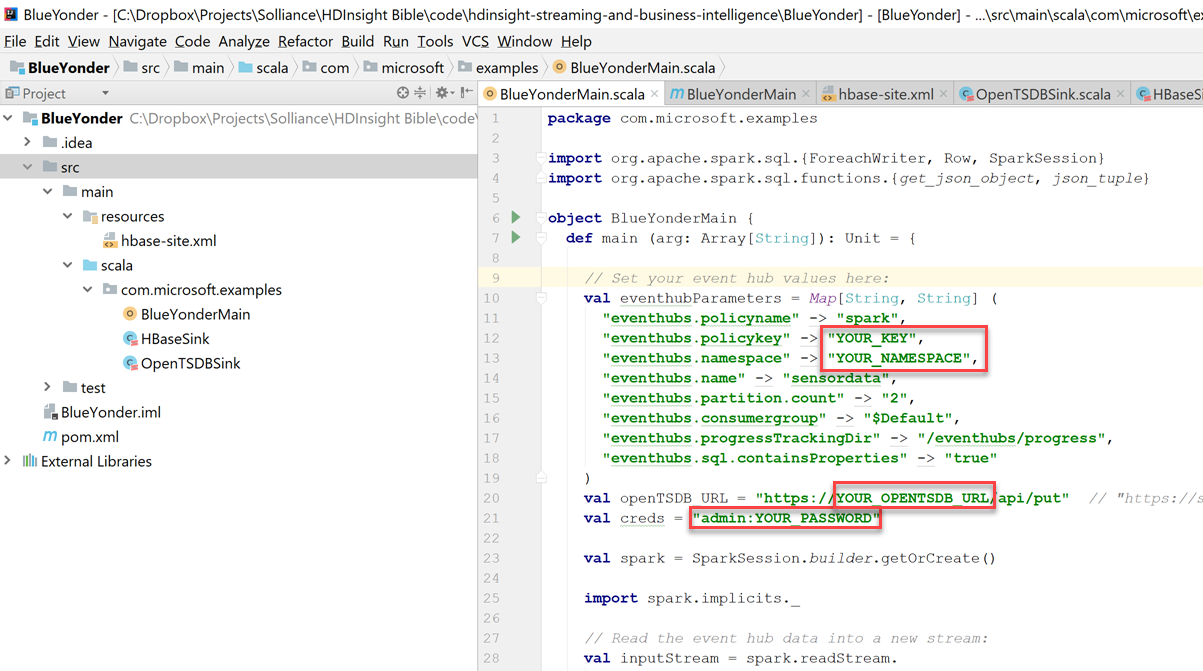 BlueYonder - [C:\Dropbox\Projects\Solliance\HDInsight Bible\code\hdinsight-streaming-and-business-intelligence\BlueYonder] - [BlueYonder] - ...\src\main\scala\com\microsoft\ex
File Edit View Navigate Code Analyze Refactor Build Run Tools VCS Window Help
BlueYonder src main scala com microsoft examples BlueYonderMain.scala
Project
BlueYonderMain.scala BlueYonderMain hbase-site.xml OpenTSDBSink.scala HBaseSi
BlueYonder C:\Dropbox\Projects\Solliance\HDInsight Bible\code\
.idea
src
main
resources
hbase-site.xml
scala
com.microsoft.examples
BlueYonderMain
HBaseSink
OpenTSDBSink
test
BlueYonder.iml
pom.xml
External Libraries
1 package com.microsoft.examples
2
3 import org.apache.spark.sql.{ForeachWriter, Row, SparkSession}
4 import org.apache.spark.sql.functions.{get_json_object, json_tuple}
5
6 object BlueYonderMain {
7 def main (arg: Array[String]): Unit = {
8
9 // Set your event hub values here:
10 val eventhubParameters = Map[String, String] (
11 "eventhubs.policyname" -> "spark",
12 "eventhubs.policykey" -> "YOUR_KEY",
13 "eventhubs.namespace" -> "YOUR_NAMESPACE",
14 "eventhubs.name" -> "sensordata",
15 "eventhubs.partition.count" -> "2",
16 "eventhubs.consumergroup" -> "$Default",
17 "eventhubs.progressTrackingDir" -> "/eventhubs/progress",
18 "eventhubs.sql.containsProperties" -> "true"
19 )
20 val openTSDB_URL = "https://YOUR_OPENTSDB_URL/api/put" // "https://s
21 val creds = "admin:YOUR_PASSWORD"
22
23 val spark = SparkSession.builder.getOrCreate()
24
25 import spark.implicits._
26
27 // Read the event hub data into a new stream:
28 val inputStream = spark.readStream.